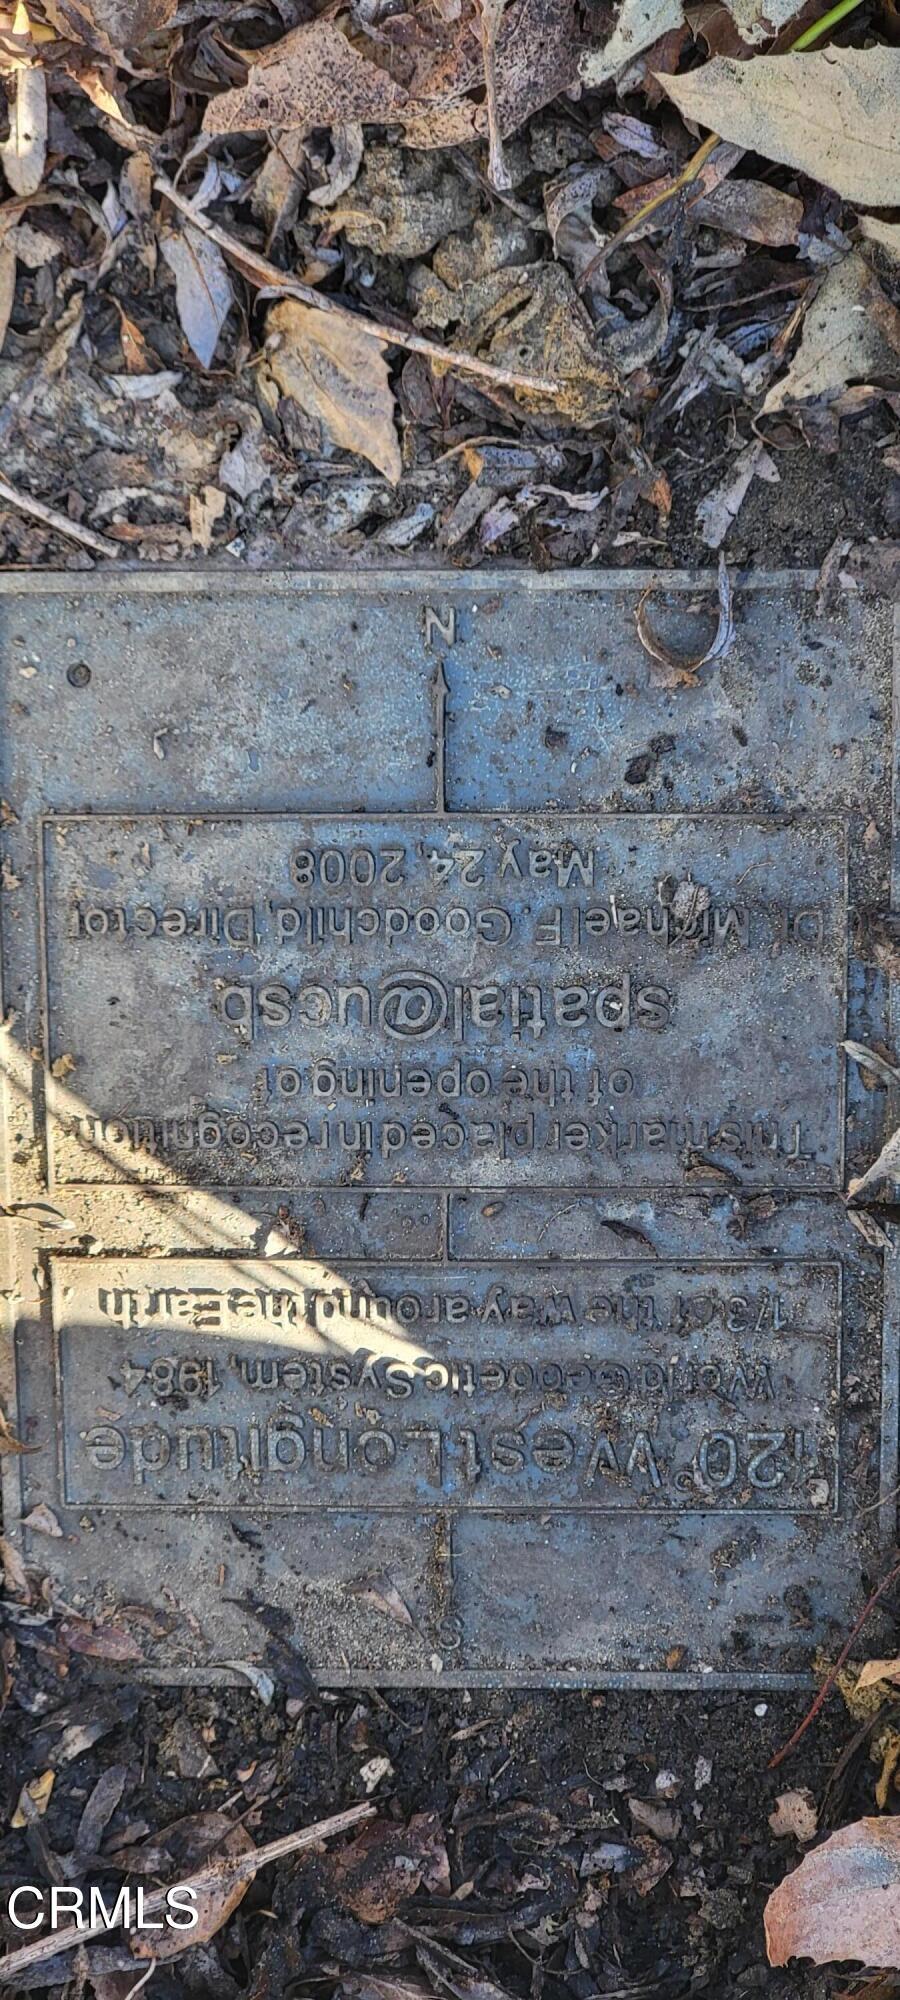 S
120° West Longitude
World Geodetic System, 1984
1/3 of the way around the Earth
This marker placed in recognition
of the opening of
spatial@ucsb
Dr. Michael F. Goodchild, Director
May 24, 2008
N
CRMLS